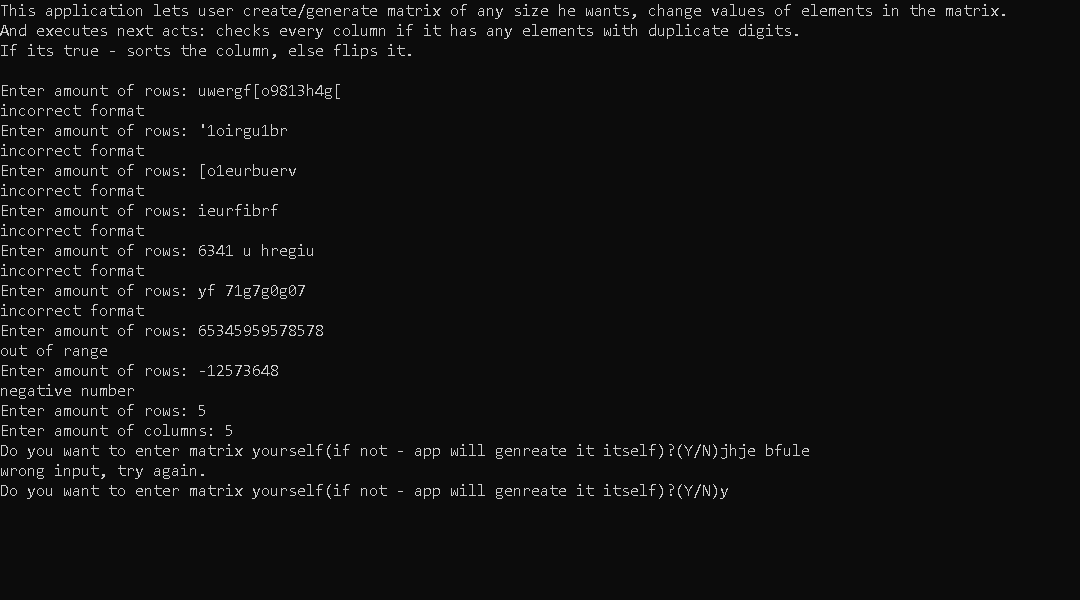 This application lets user create/generate matrix of any size he wants, change values of elements in the matrix.
And executes next acts: checks every column if it has any elements with duplicate digits.
If its true - sorts the column, else flips it.
Enter amount of rows: uwergf[o9813h4g[
incorrect format
Enter amount of rows: '1oirgu1br
incorrect format
Enter amount of rows: [o1eurbuerv
incorrect format
Enter amount of rows: ieurfibrf
incorrect format
Enter amount of rows: 6341 u hregiu
incorrect format
Enter amount of rows: yf 71g7g0g07
incorrect format
Enter amount of rows: 65345959578578
out of range
Enter amount of rows: -12573648
negative number
Enter amount of rows: 5
Enter amount of columns: 5
Do you want to enter matrix yourself(if not - app will genreate it itself)?(Y/N)jhje bfule
wrong input, try again.
Do you want to enter matrix yourself(if not - app will genreate it itself)?(Y/N)y